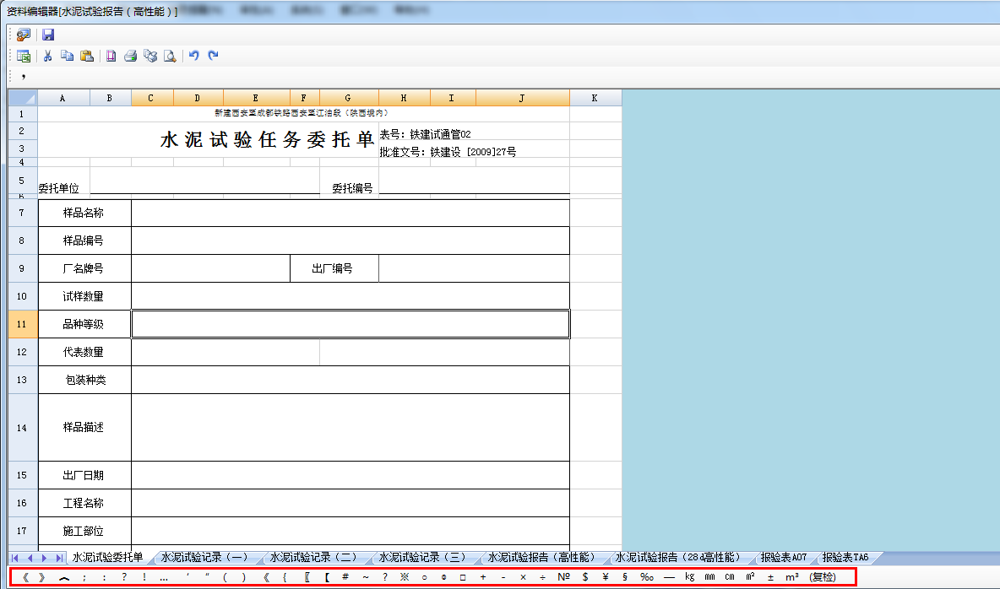 资料编辑器[水泥试验报告（高性能）]
A B C D E F G H I J K
1 新建西安至成都铁路西安至江油段（陕西境内）
2 水泥试验任务委托单 表号：铁建试通管02
3 批准文号：铁建设 [2009]27号
4
5 委托单位 委托编号
6
7 样品名称
8 样品编号
9 厂名牌号 出厂编号
10 试样数量
11 品种等级
12 代表数量
13 包装种类
14 样品描述
15 出厂日期
16 工程名称
17 施工部位
水泥试验委托单 水泥试验记录（一） 水泥试验记录（二） 水泥试验记录（三） 水泥试验报告（高性能） 水泥试验报告（28d高性能） 报验表A07 报验表TA6
《 》 ︿ ； ： ？ ！ … ′ ″ （ ） 《 { 〖 【 # ~ ? ※ ○ ⊙ □ + - × ÷ № $ ¥ § ‰ — kg mm cm m² ± m³ (复检)